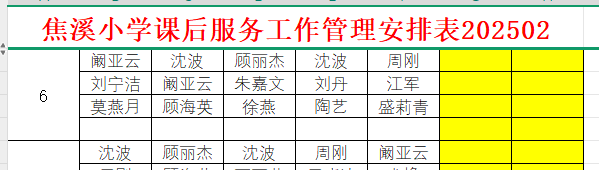 焦溪小学课后服务工作管理安排表202502
阚亚云 沈波 顾丽杰 沈波 周刚
刘宁洁 阚亚云 朱嘉文 刘丹 江军
6
莫燕月 顾海英 徐燕 陶艺 盛莉青
沈波 顾丽杰 沈波 周刚 阚亚云